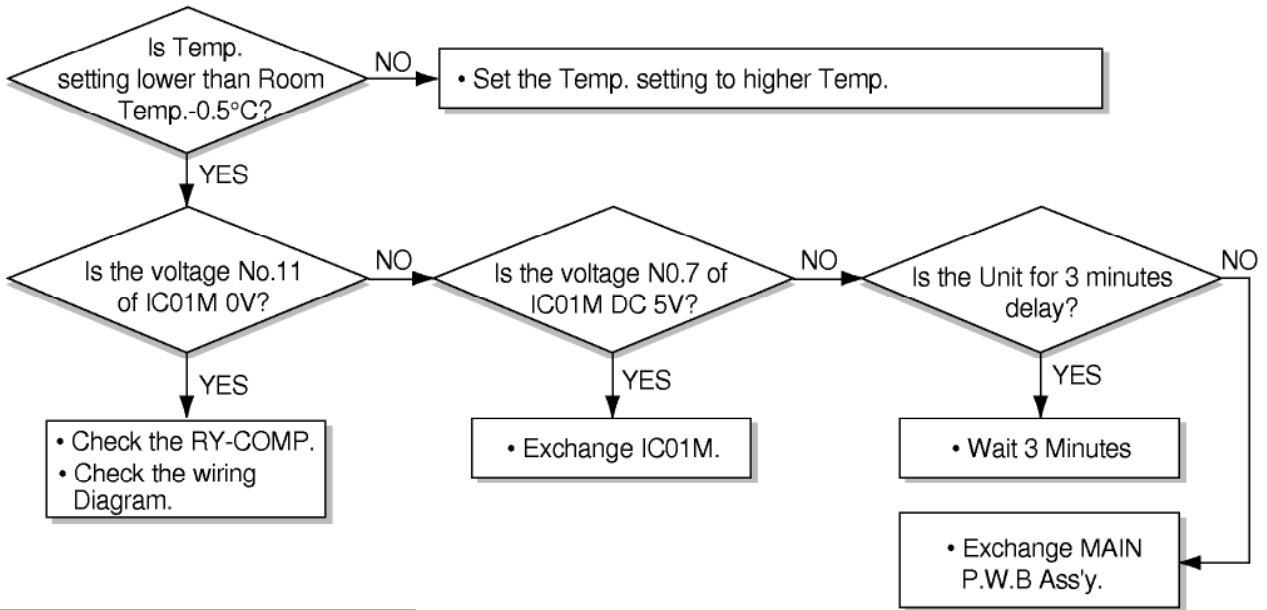 Is Temp.
setting lower than Room
Temp.-0.5°C?
NO
• Set the Temp. setting to higher Temp.
YES
Is the voltage No.11
of IC01M 0V?
NO
Is the voltage N0.7 of
IC01M DC 5V?
NO
Is the Unit for 3 minutes
delay?
NO
YES
YES
YES
• Check the RY-COMP.
• Check the wiring
Diagram.
• Exchange IC01M.
• Wait 3 Minutes
• Exchange MAIN
P.W.B Ass'y.